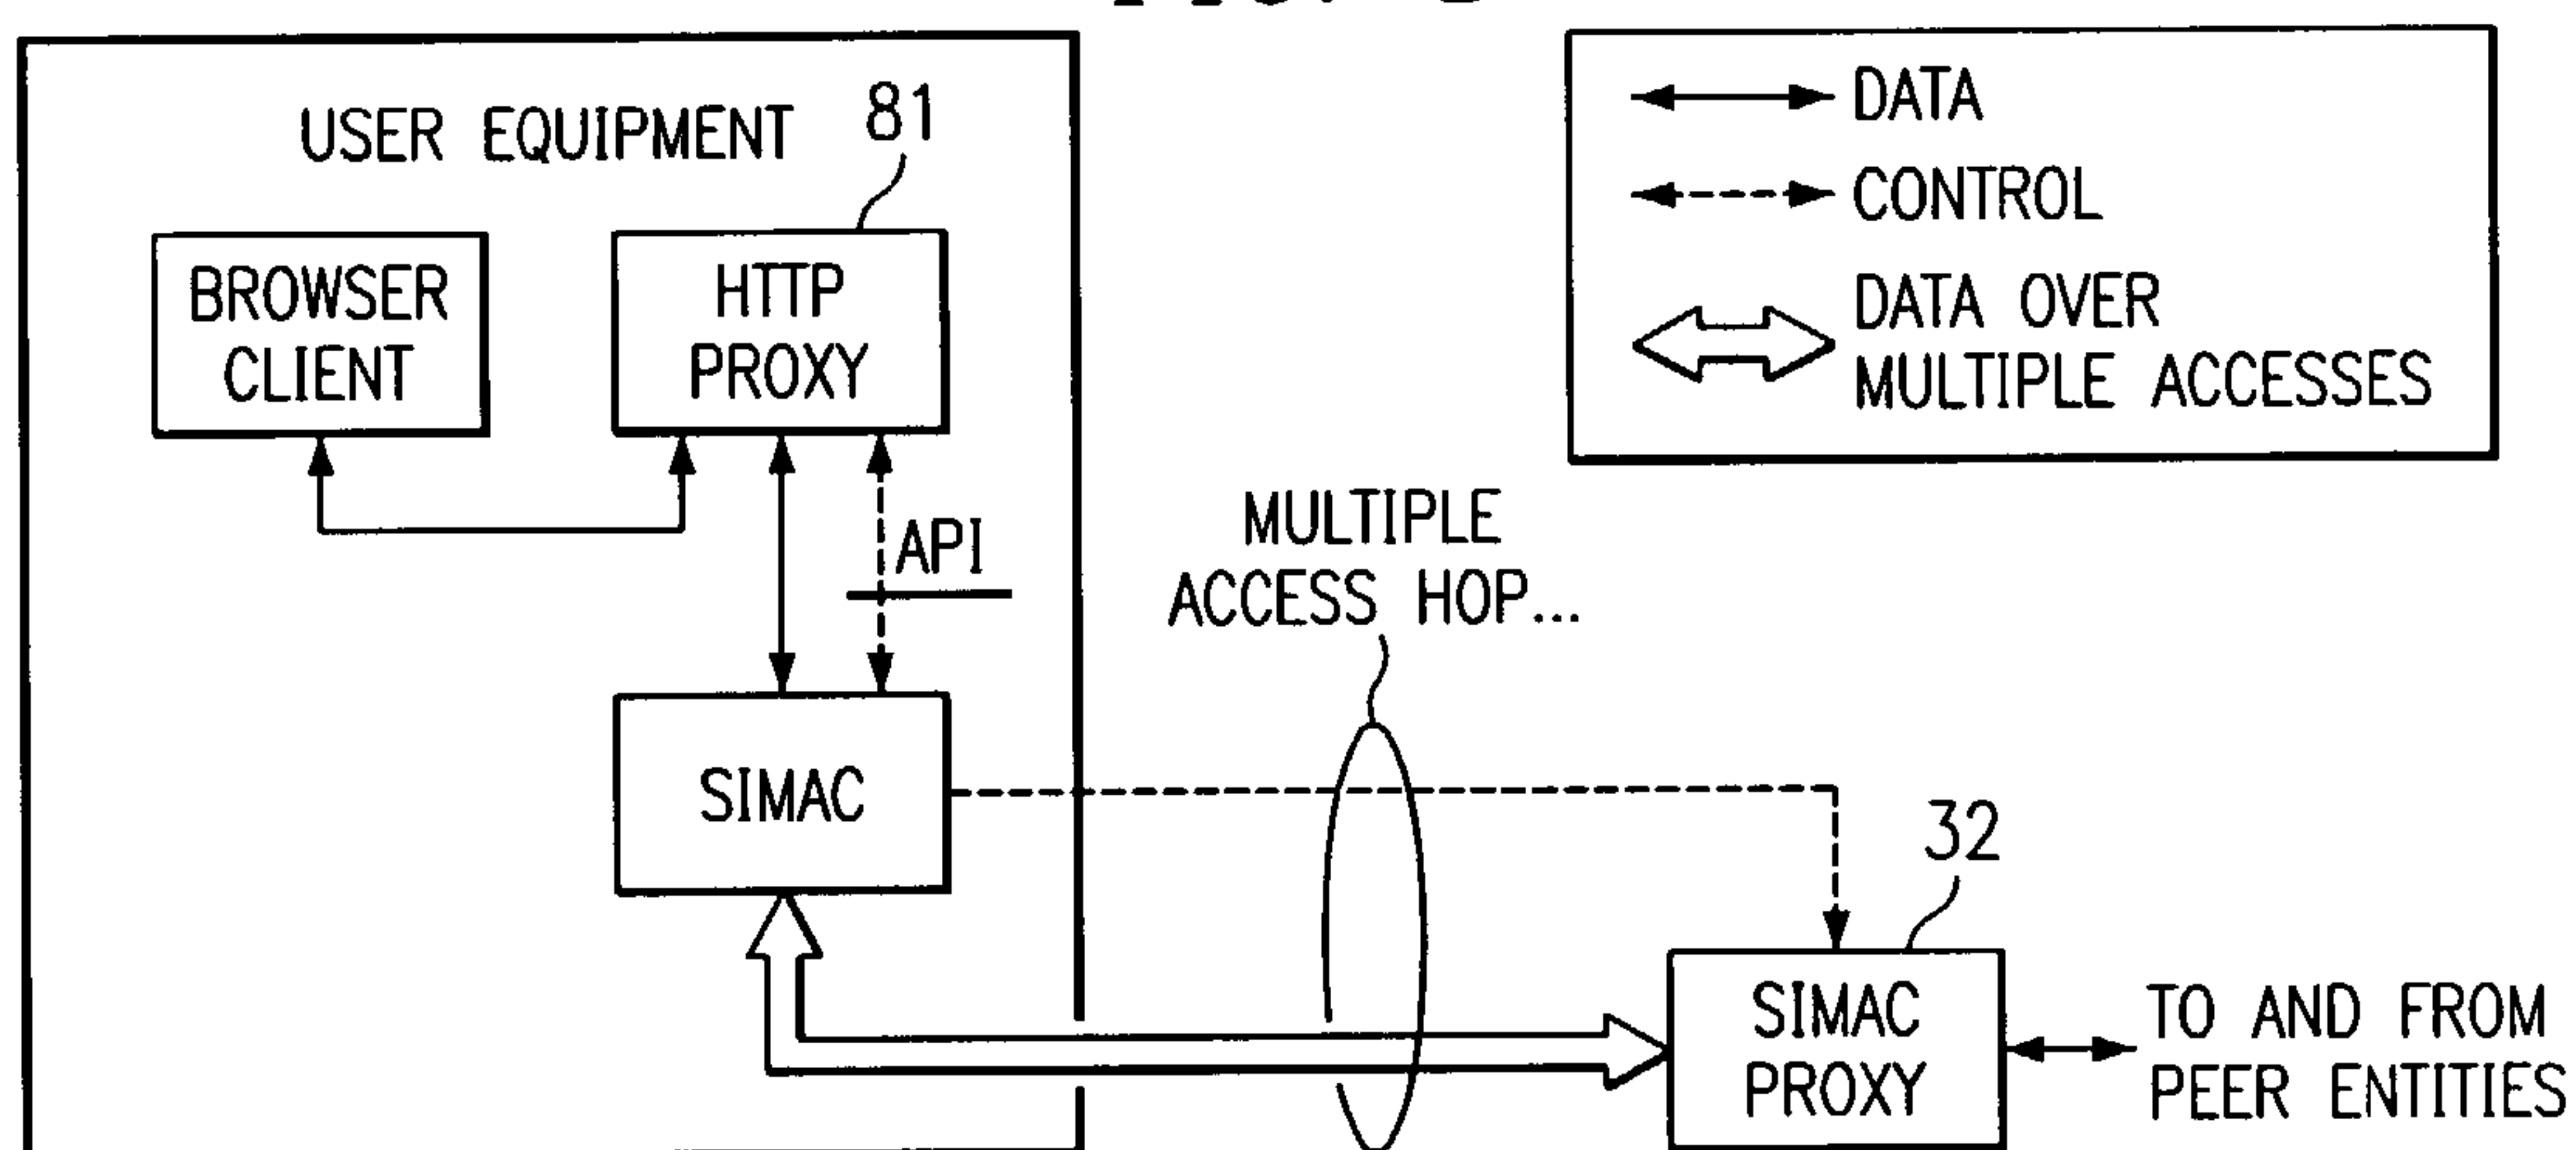 USER EQUIPMENT
81
BROWSER
CLIENT
HTTP
PROXY
API
SIMAC
DATA
CONTROL
DATA OVER
MULTIPLE ACCESSES
MULTIPLE
ACCESS HOP...
32
SIMAC
PROXY
TO AND FROM
PEER ENTITIES